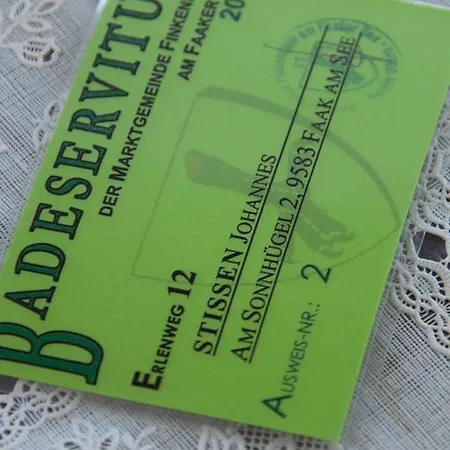 BADESERVITU
DER MARKTGEMEINDE FINKEN
AM FAAKER
20
ERLENWEG 12
STISSEN JOHANNES
AM SONNHÜGEL 2, 9583 FAAK AM SEE
AUSWEIS-NR.: 2